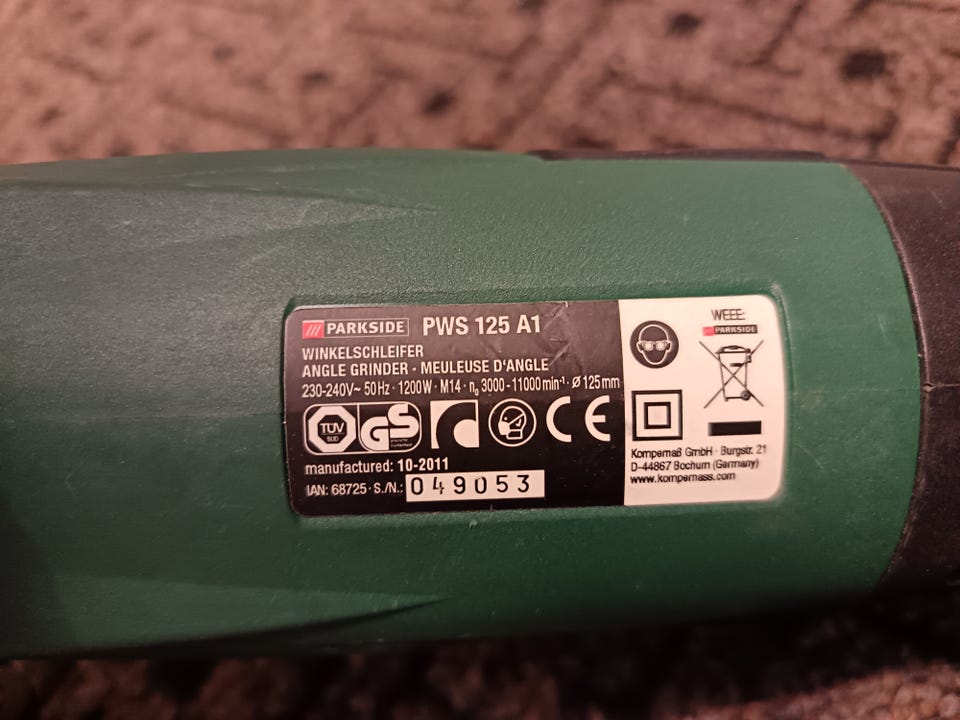 PARKSIDE PWS 125 A1
WINKELSCHLEIFER
ANGLE GRINDER · MEULEUSE D'ANGLE
230-240V~ 50Hz · 1200W · M14 · n₀ 3000-11000min⁻¹ · Ø 125mm
TÜV
SÜD
GS
CE
manufactured: 10-2011
IAN: 68725 · S./N.: 049053
WEEE:
PARKSIDE
Kompernaß GmbH · Burgstr. 21
D-44867 Bochum (Germany)
www.kompernass.com